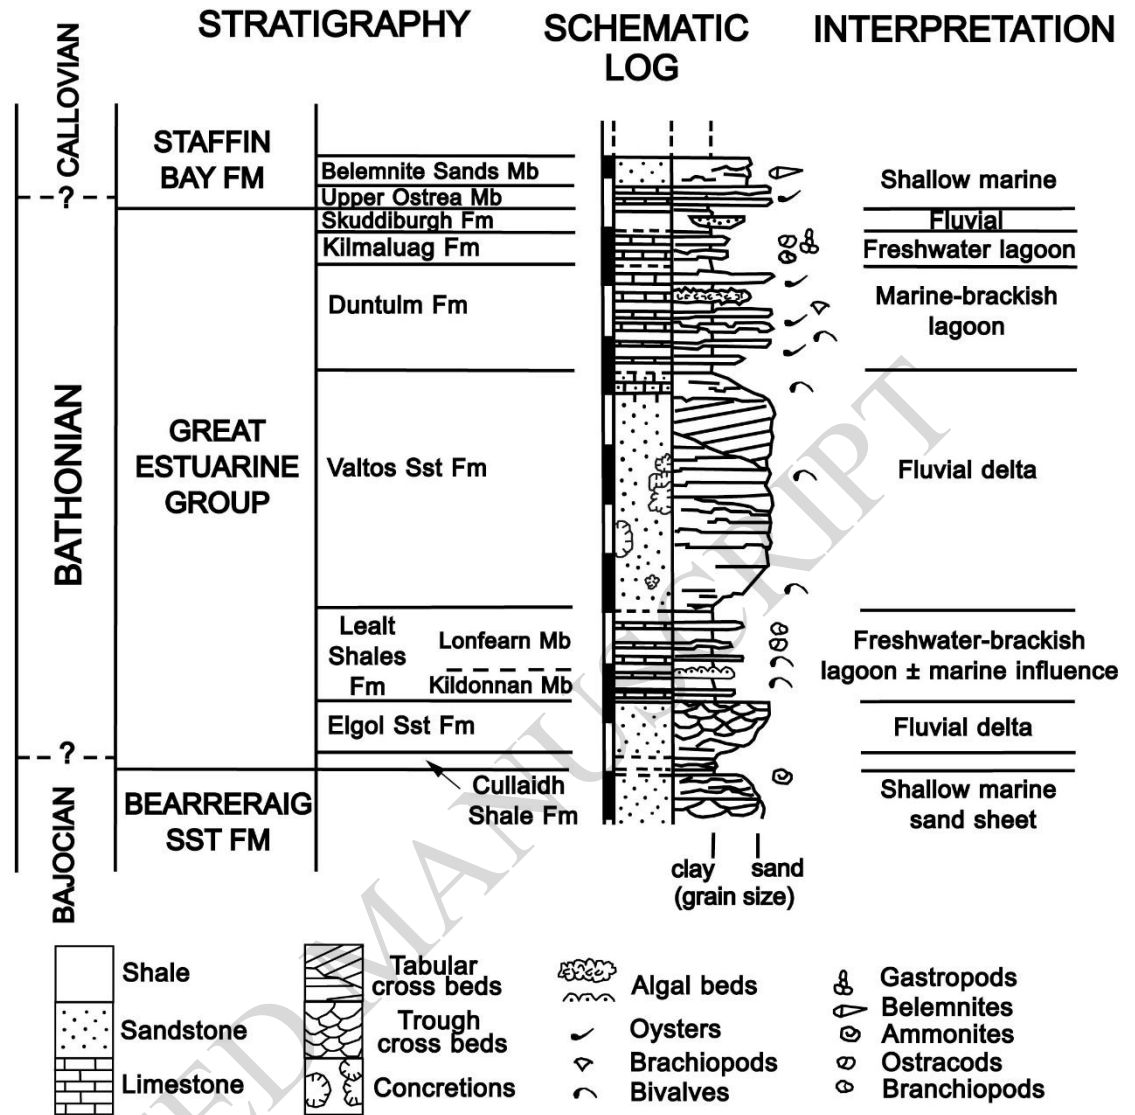 STRATIGRAPHY
SCHEMATIC
LOG
INTERPRETATION
CALLOVIAN
?
BATHONIAN
?
BAJOCIAN
STAFFIN
BAY FM
GREAT
ESTUARINE
GROUP
BEARRERAIG
SST FM
Belemnite Sands Mb
Upper Ostrea Mb
Skuddiburgh Fm
Kilmaluag Fm
Duntulm Fm
Valtos Sst Fm
Lealt
Shales
Fm
Lonfearn Mb
Kildonnan Mb
Elgol Sst Fm
Cullaidh
Shale Fm
Shallow marine
Fluvial
Freshwater lagoon
Marine-brackish
lagoon
Fluvial delta
Freshwater-brackish
lagoon ± marine influence
Fluvial delta
Shallow marine
sand sheet
clay sand
(grain size)
Shale
Sandstone
Limestone
Tabular
cross beds
Trough
cross beds
Concretions
Algal beds
Oysters
Brachiopods
Bivalves
Gastropods
Belemnites
Ammonites
Ostracods
Branchiopods
ED MANUSCRIPT